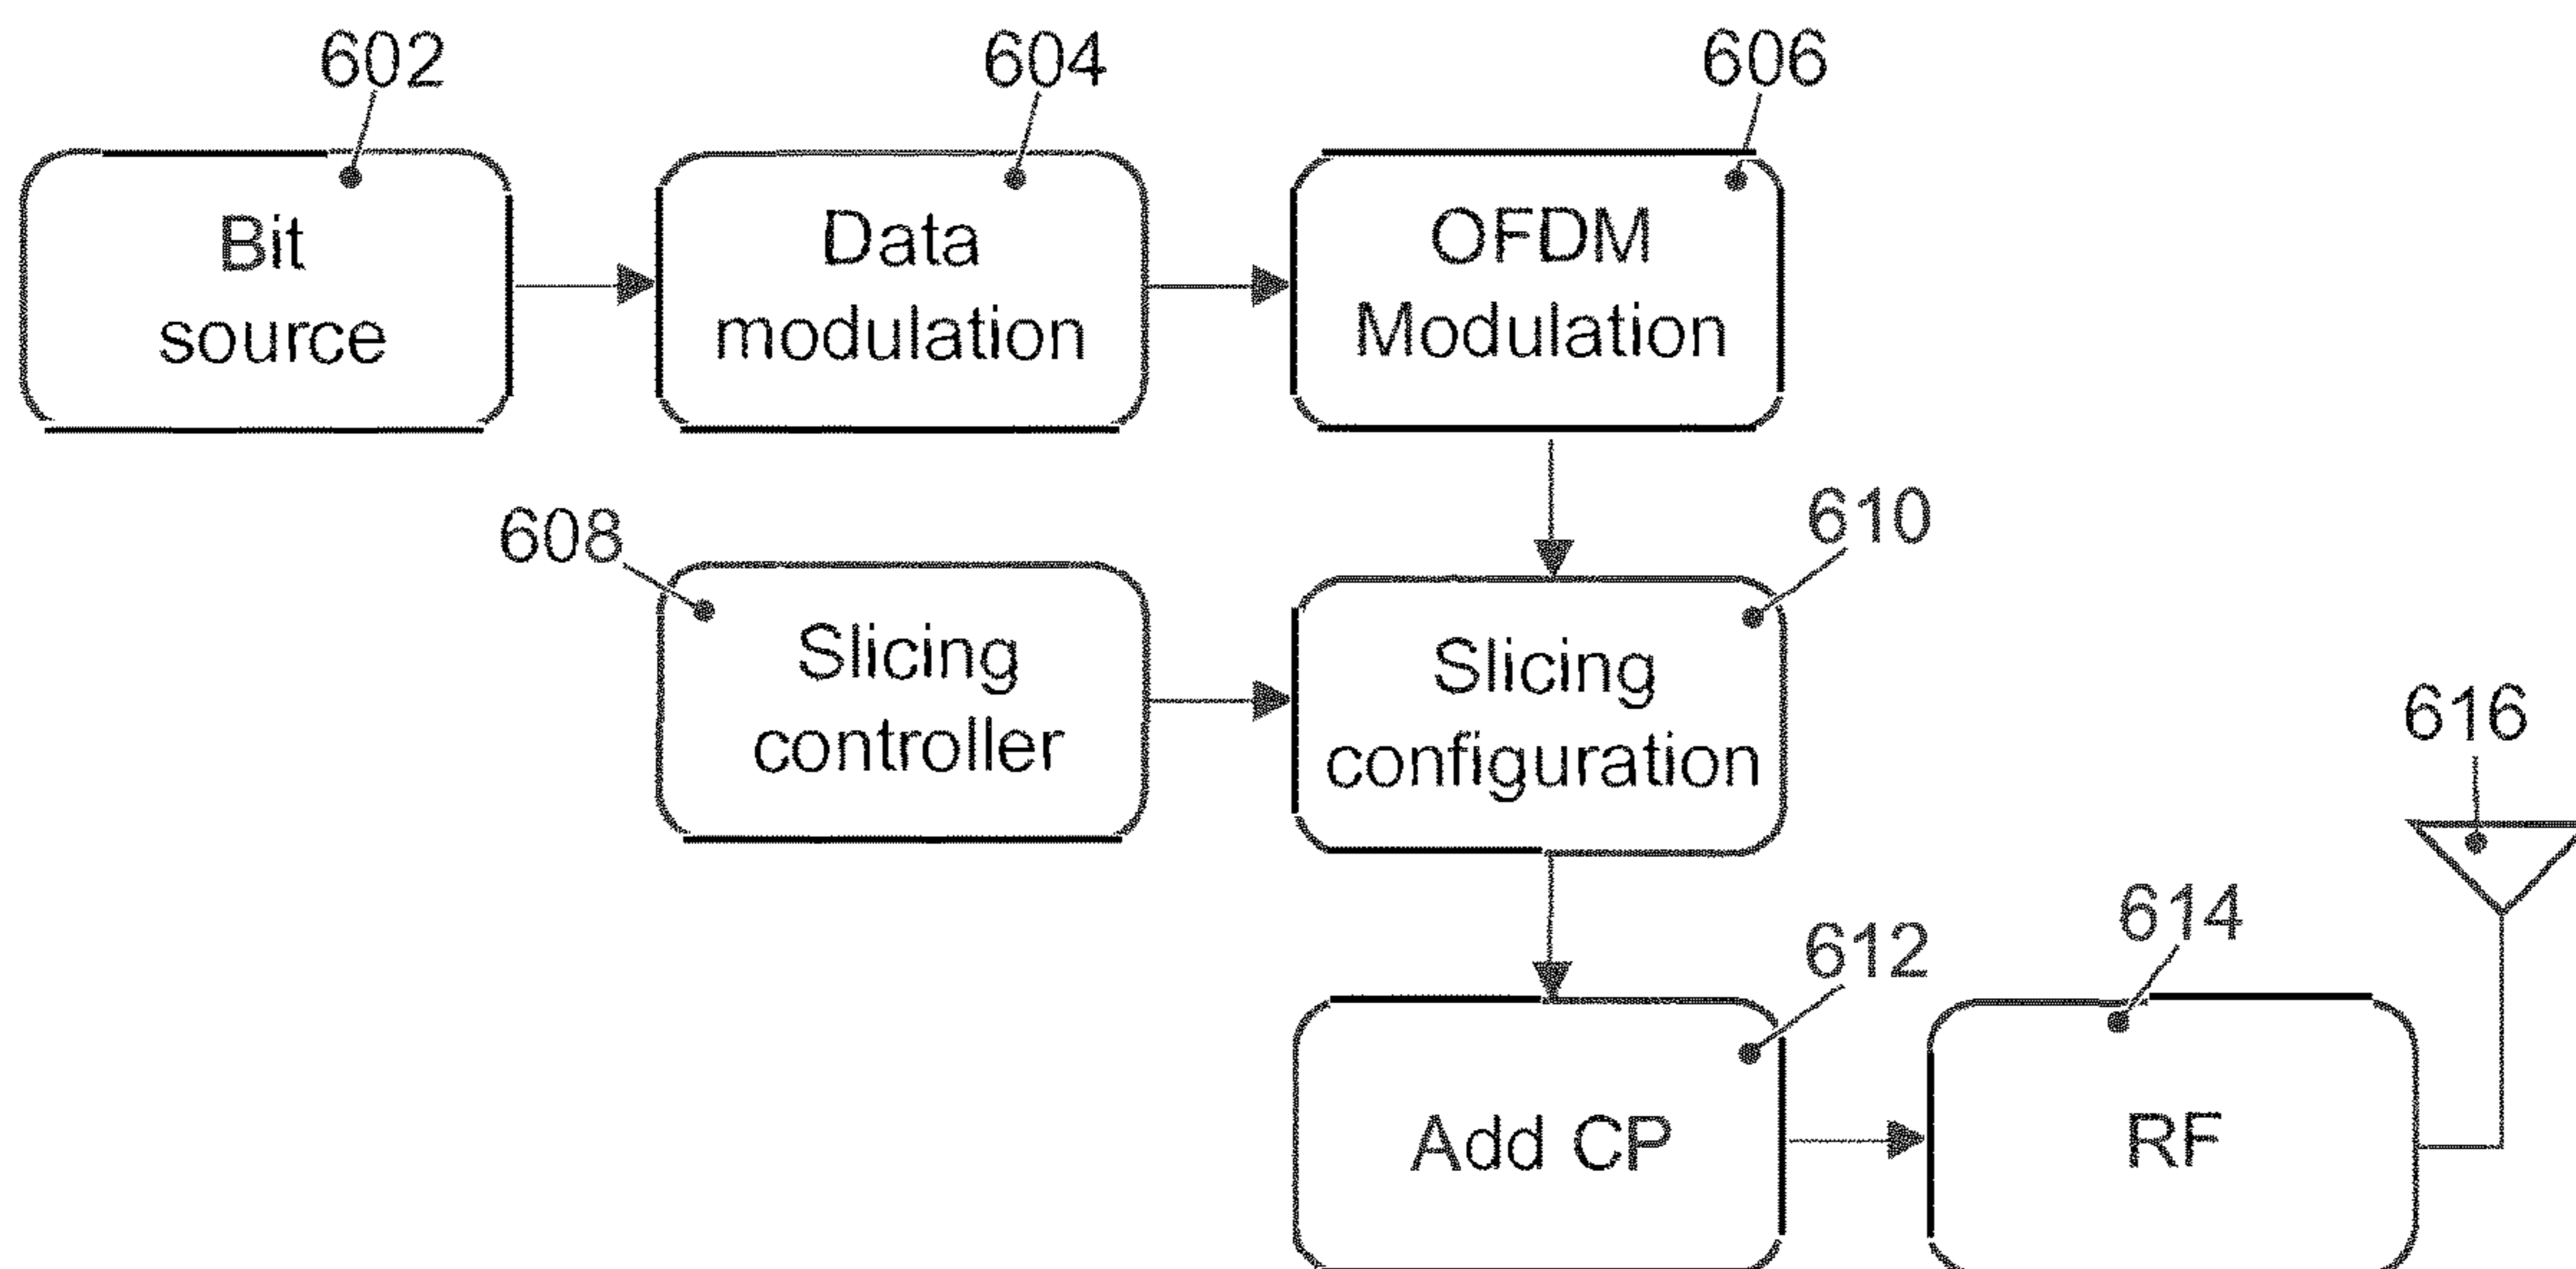 602
604
606
Bit
source
Data
modulation
OFDM
Modulation
608
610
Slicing
controller
Slicing
configuration
616
612
614
Add CP
RF